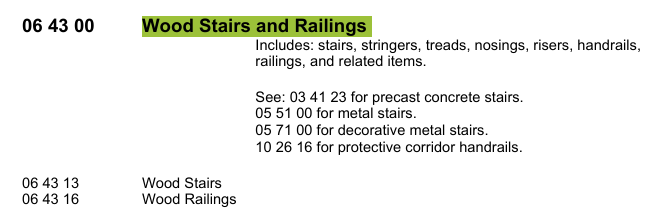 06 43 00 Wood Stairs and Railings
Includes: stairs, stringers, treads, nosings, risers, handrails,
railings, and related items.
See: 03 41 23 for precast concrete stairs.
05 51 00 for metal stairs.
05 71 00 for decorative metal stairs.
10 26 16 for protective corridor handrails.
06 43 13 Wood Stairs
06 43 16 Wood Railings